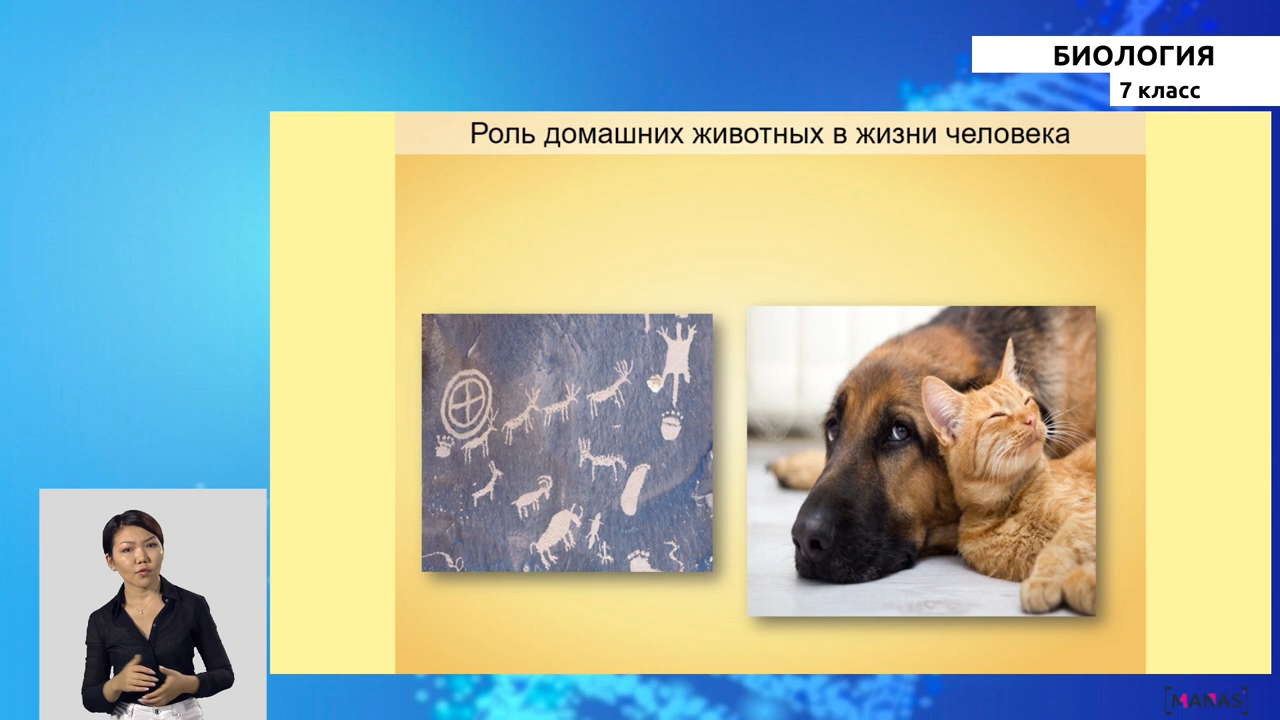 БИОЛОГИЯ
7 класс
Роль домашних животных в жизни человека
[MANAS]